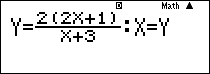 D Math ▲
Y=2(2X+1)/X+3:X=Y